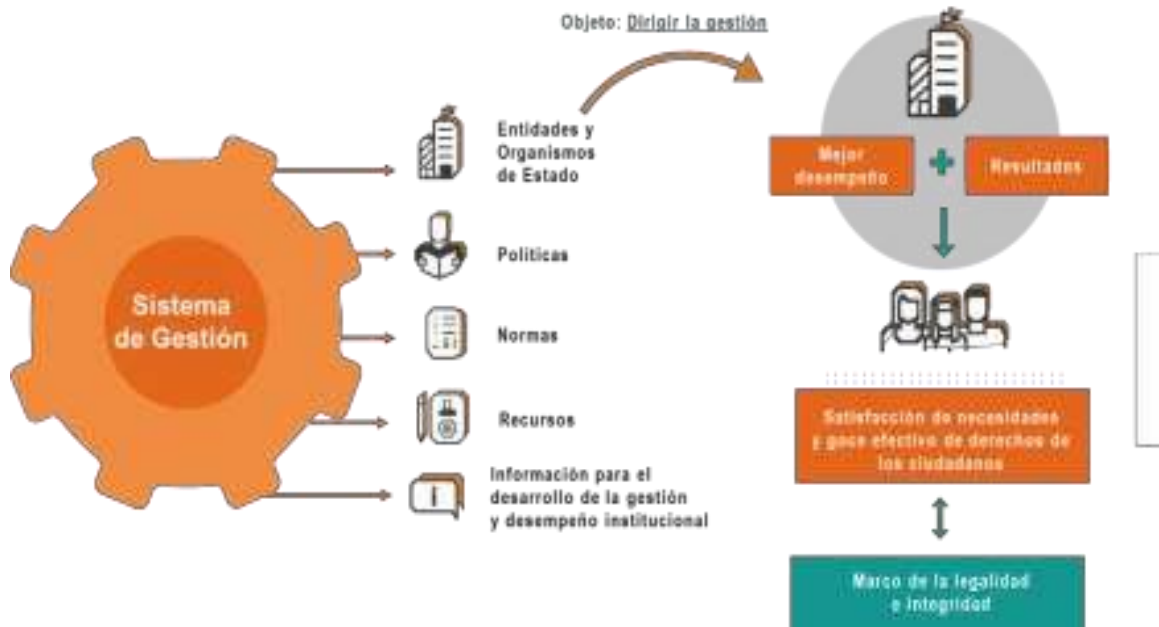 Objeto: Dirigir la gestión
Sistema
de Gestión
Entidades y
Organismos
de Estado
Políticas
Normas
Recursos
Información para el
desarrollo de la gestión
y desempeño institucional
Mejor
desempeño
Resultados
Satisfacción de necesidades
y goce efectivo de derechos de
los ciudadanos
Marco de la legalidad
e integridad